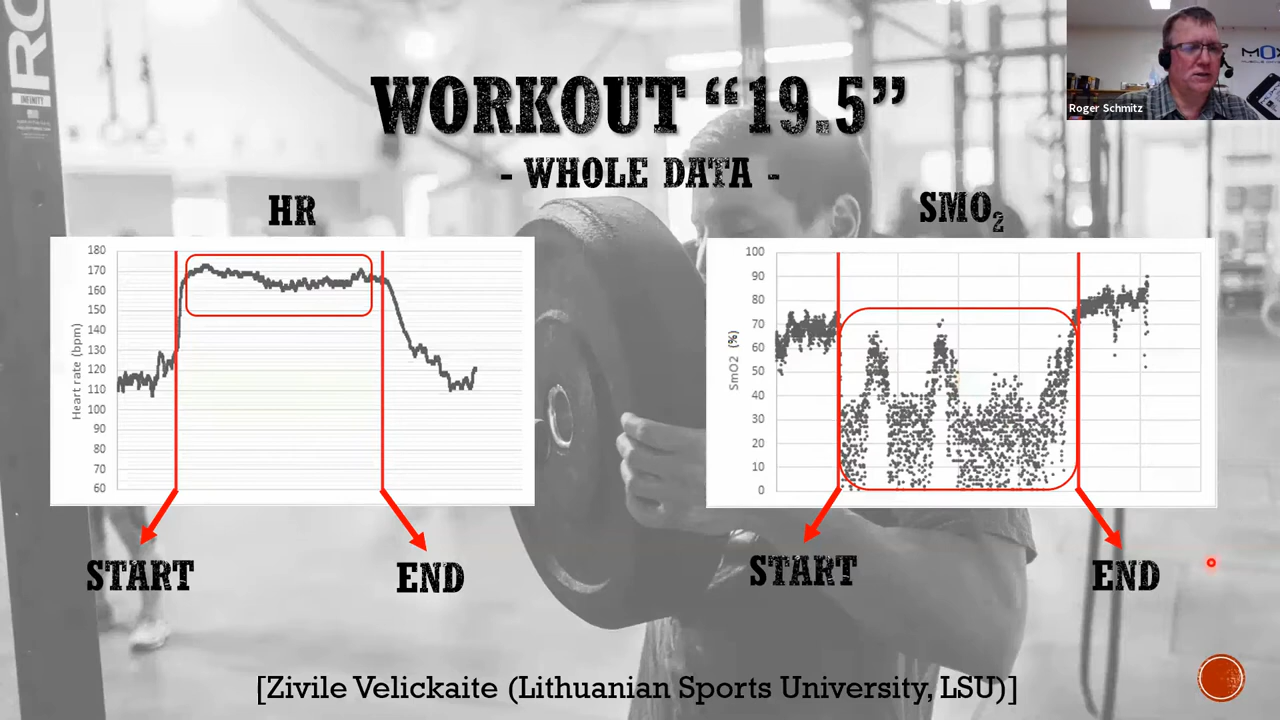 WORKOUT “19.5”
- WHOLE DATA -
HR
SMO2
180
170
160
150
140
130
120
110
100
90
80
70
60
Heart rate (bpm)
100
90
80
70
60
50
40
30
20
10
0
SmO2 (%)
START
END
START
END
[Zivile Velickaite (Lithuanian Sports University, LSU)]
Roger Schmitz
INFINITY